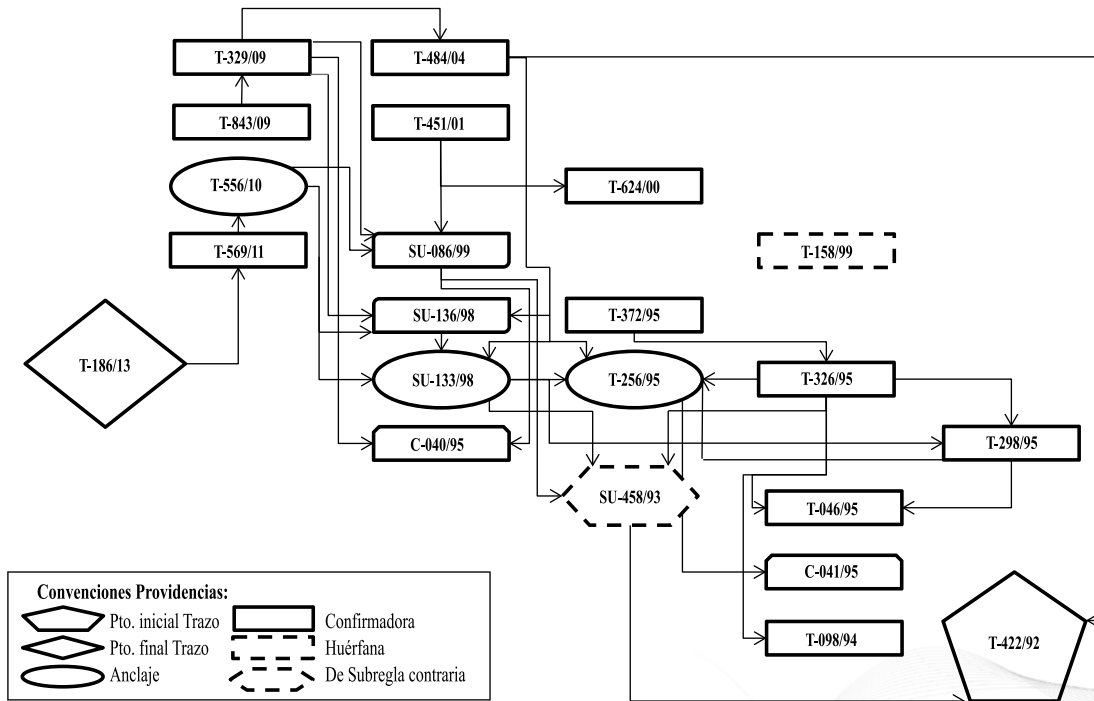 T-329/09
T-484/04
T-843/09
T-451/01
T-556/10
T-624/00
T-569/11
SU-086/99
T-158/99
SU-136/98
T-372/95
T-186/13
SU-133/98
T-256/95
T-326/95
C-040/95
T-298/95
SU-458/93
T-046/95
C-041/95
T-098/94
T-422/92
Convenciones Providencias:
Pto. inicial Trazo
Confirmadora
Pto. final Trazo
Huérfana
Anclaje
De Subregla contraria